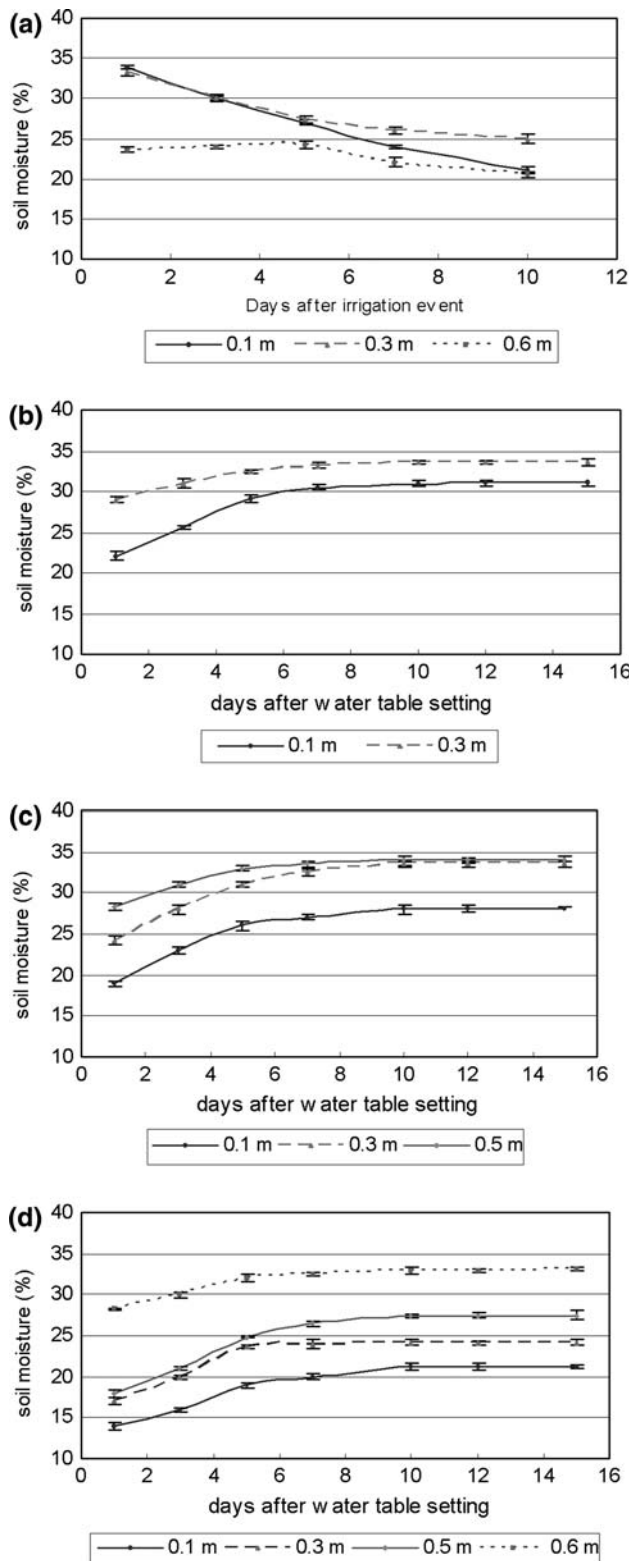 (a)
40
35
30
25
20
15
10
soil moisture (%)
0 2 4 6 8 10 12
Days after irrigation event
0.1 m 0.3 m 0.6 m
(b)
40
35
30
25
20
15
10
soil moisture (%)
0 2 4 6 8 10 12 14 16
days after water table setting
0.1 m 0.3 m
(c)
40
35
30
25
20
15
10
soil moisture (%)
0 2 4 6 8 10 12 14 16
days after water table setting
0.1 m 0.3 m 0.5 m
(d)
40
35
30
25
20
15
10
soil moisture (%)
0 2 4 6 8 10 12 14 16
days after water table setting
0.1 m 0.3 m 0.5 m 0.6 m